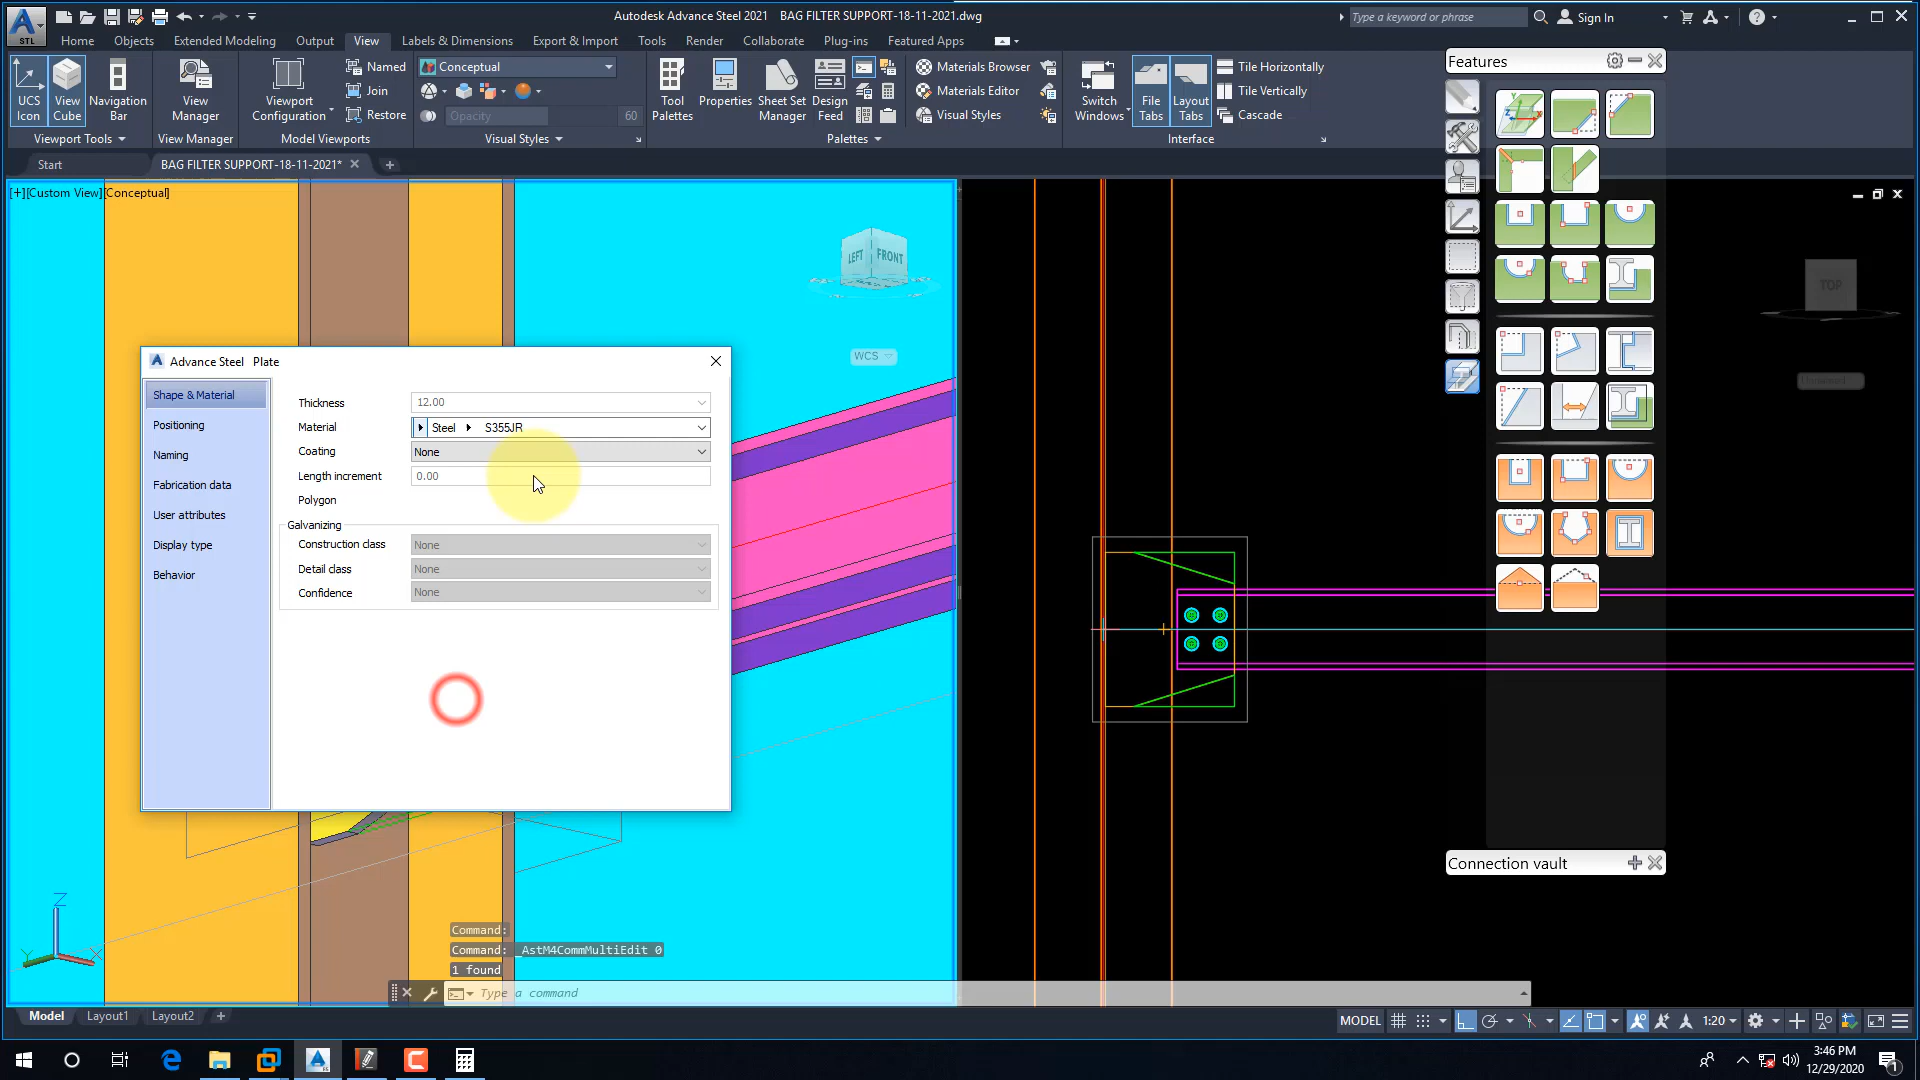 STL
Autodesk Advance Steel 2021 BAG FILTER SUPPORT-18-11-2021.dwg
Type a keyword or phrase
Sign In
Home Objects Extended Modeling Output View Labels & Dimensions Export & Import Tools Render Collaborate Plug-ins Featured Apps
UCS Icon
View Cube
Navigation Bar
Viewport Tools
View Manager
View Manager
Viewport Configuration
Named
Join
Restore
Model Viewports
Conceptual
Opacity 60
Visual Styles
Tool Palettes
Properties
Sheet Set Manager
Design Feed
Materials Browser
Materials Editor
Visual Styles
Palettes
Switch Windows
File Tabs
Layout Tabs
Tile Horizontally
Tile Vertically
Cascade
Interface
Start
BAG FILTER SUPPORT-18-11-2021*
[+][Custom View][Conceptual]
LEFT FRONT
WCS
TOP
Features
Connection vault
Advance Steel Plate
Shape & Material
Positioning
Naming
Fabrication data
User attributes
Display type
Behavior
Thickness 12.00
Material Steel S355JR
Coating None
Length increment 0.00
Polygon
Galvanizing
Construction class None
Detail class None
Confidence None
Z
Y
X
Command:
Command: _AstM4CommMultiEdit 0
1 found
Type a command
Model Layout1 Layout2
MODEL
1:20
3:46 PM
12/29/2020
1